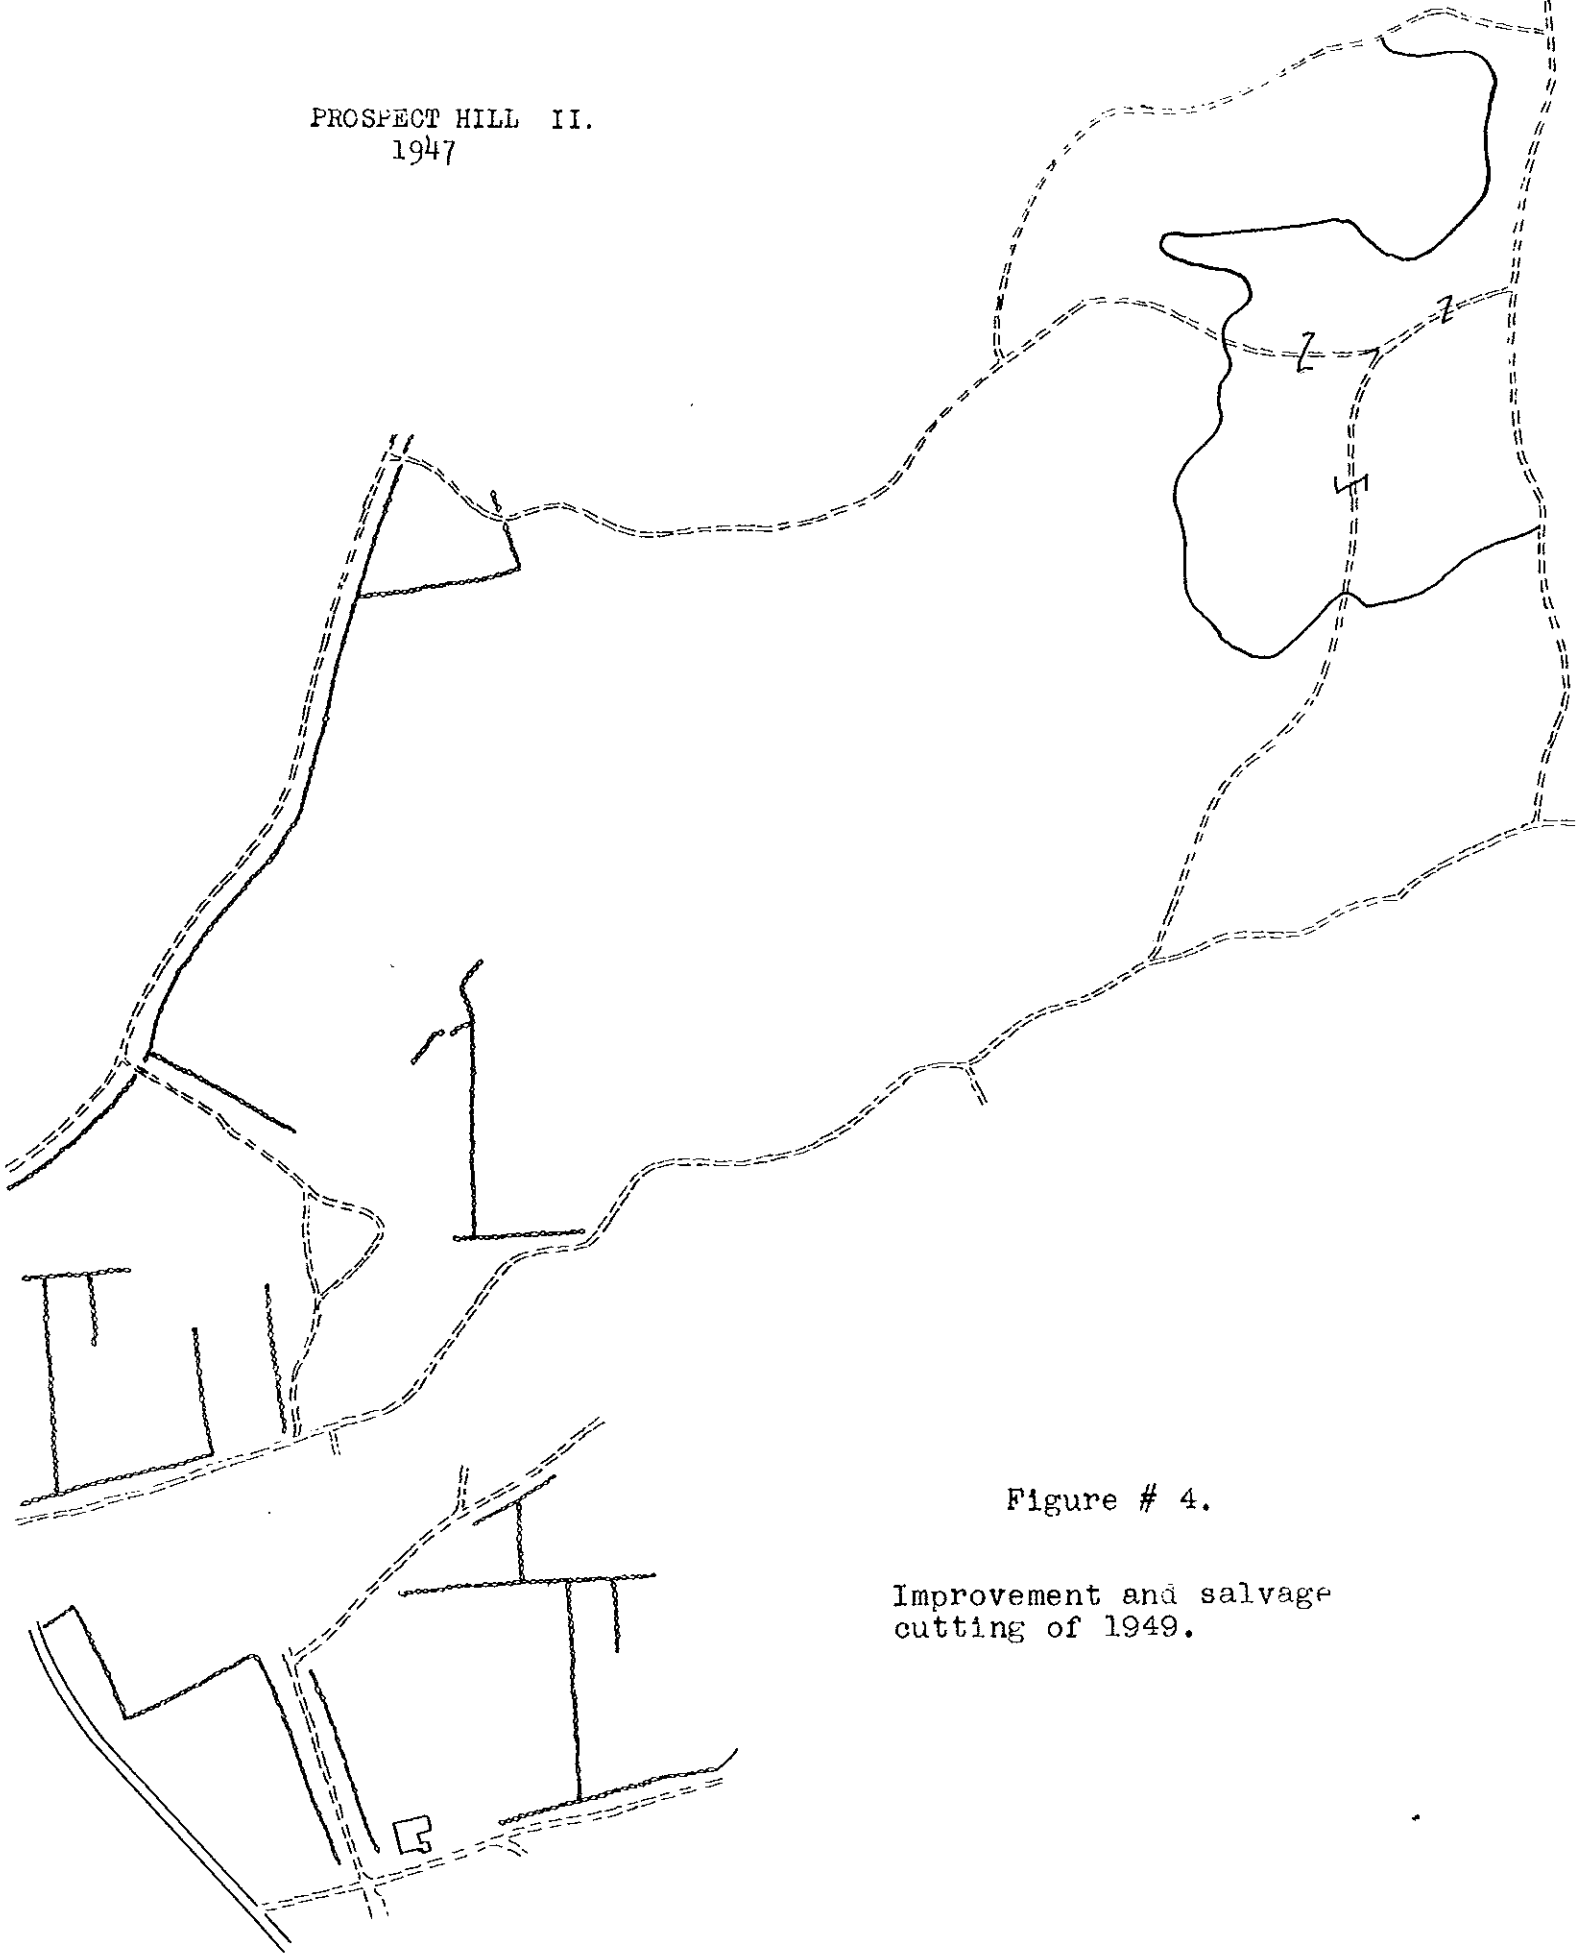 PROSPECT HILL II.
1947
Figure # 4.
Improvement and salvage
cutting of 1949.